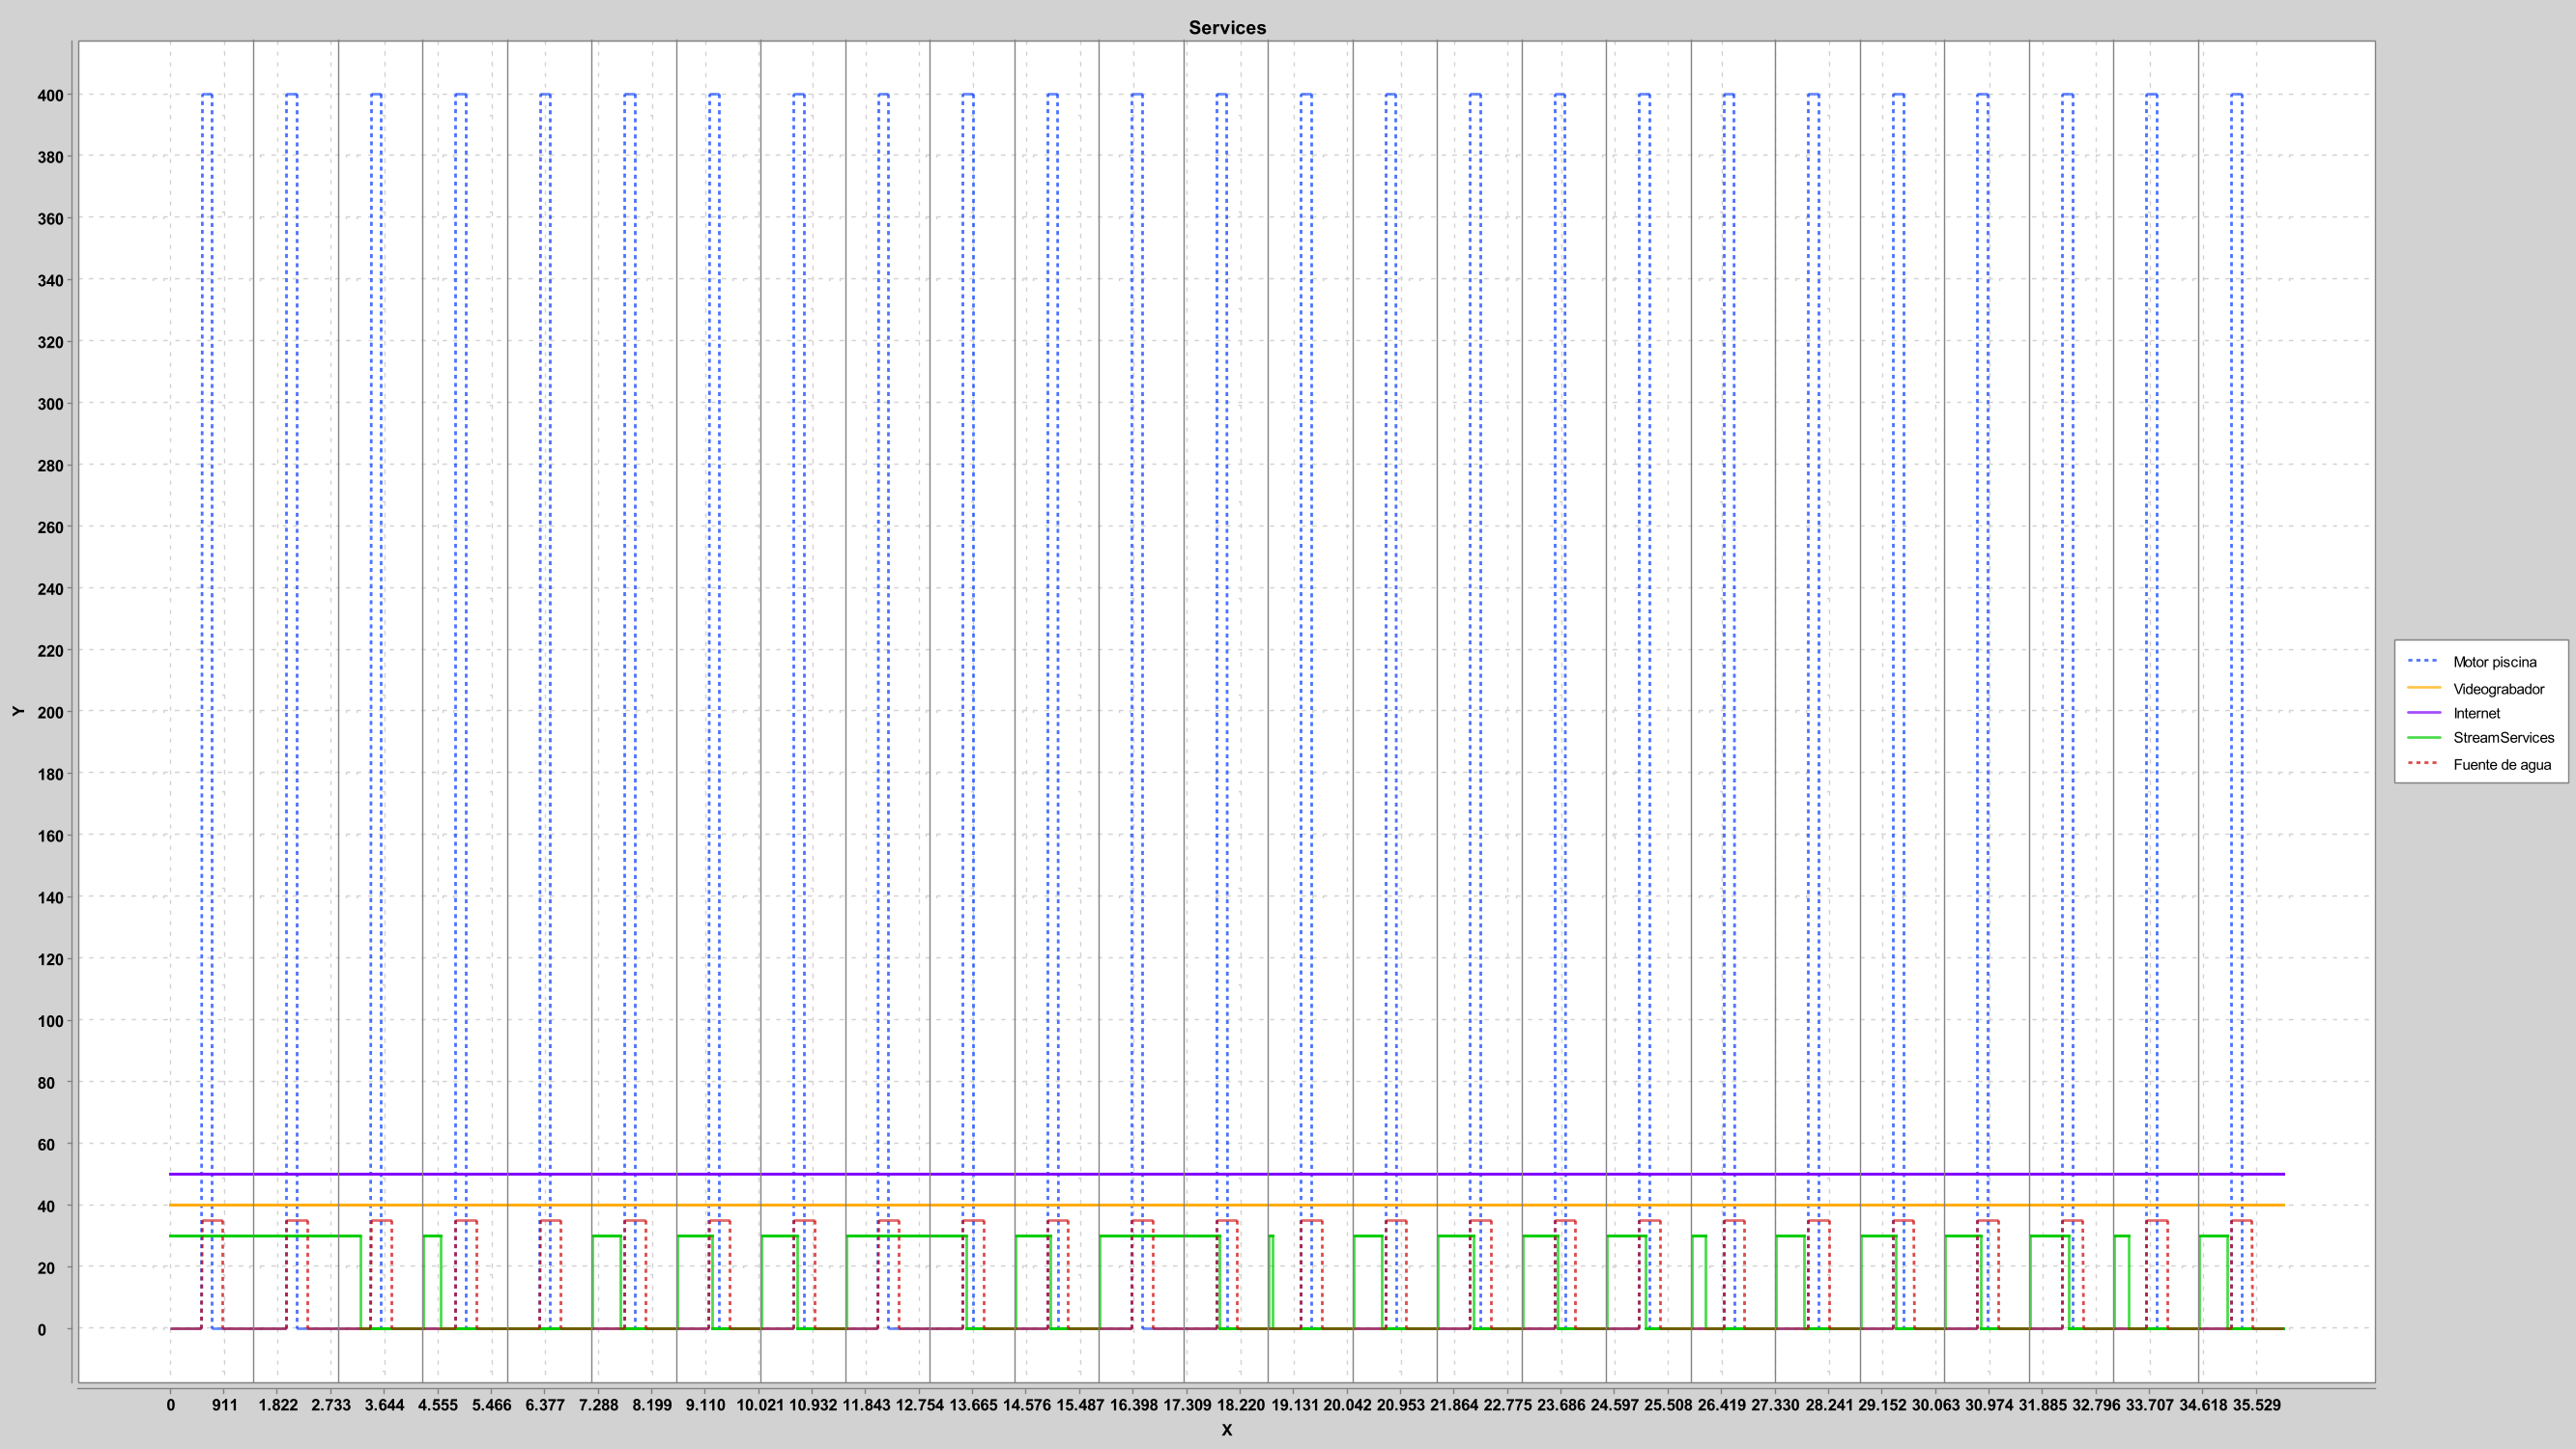 Services
400
380
360
340
320
300
280
260
240
220
200
180
160
140
120
100
80
60
40
20
0
Y
Motor piscina
Videograbador
Internet
StreamServices
Fuente de agua
0 911 1.822 2.733 3.644 4.555 5.466 6.377 7.288 8.199 9.110 10.021 10.932 11.843 12.754 13.665 14.576 15.487 16.398 17.309 18.220 19.131 20.042 20.953 21.864 22.775 23.686 24.597 25.508 26.419 27.330 28.241 29.152 30.063 30.974 31.885 32.796 33.707 34.618 35.529
X